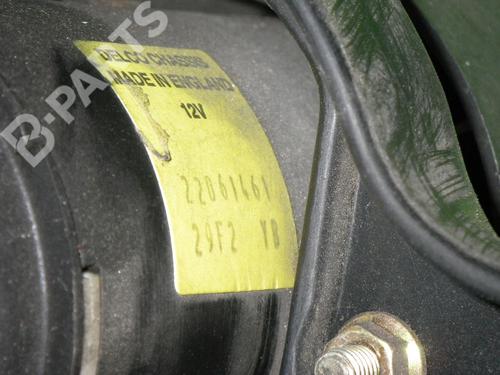 B-PARTS
DELCO CHASSIS
MADE IN ENGLAND
12V
22061461
29F2 YB